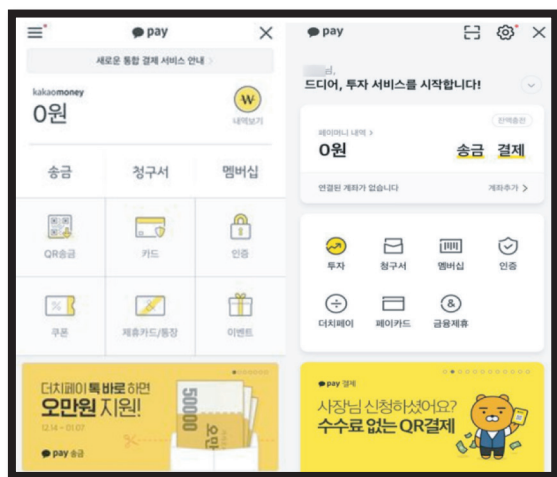 pay
새로운 통합 결제 서비스 안내 >
kakaomoney
0원
내역보기
송금 청구서 멤버십
QR송금 카드 인증
쿠폰 제휴카드/통장 이벤트
더치페이 톡 바로 하면
오만원 지원!
12.14 - 01.07
50000
오만
pay 송금
pay
님,
드디어, 투자 서비스를 시작합니다!
잔액충전
페이머니 내역 >
0원 송금 결제
연결된 계좌가 없습니다 계좌추가 >
투자 청구서 멤버십 인증
더치페이 페이카드 금융제휴
pay 결제
사장님 신청하셨어요?
수수료 없는 QR결제